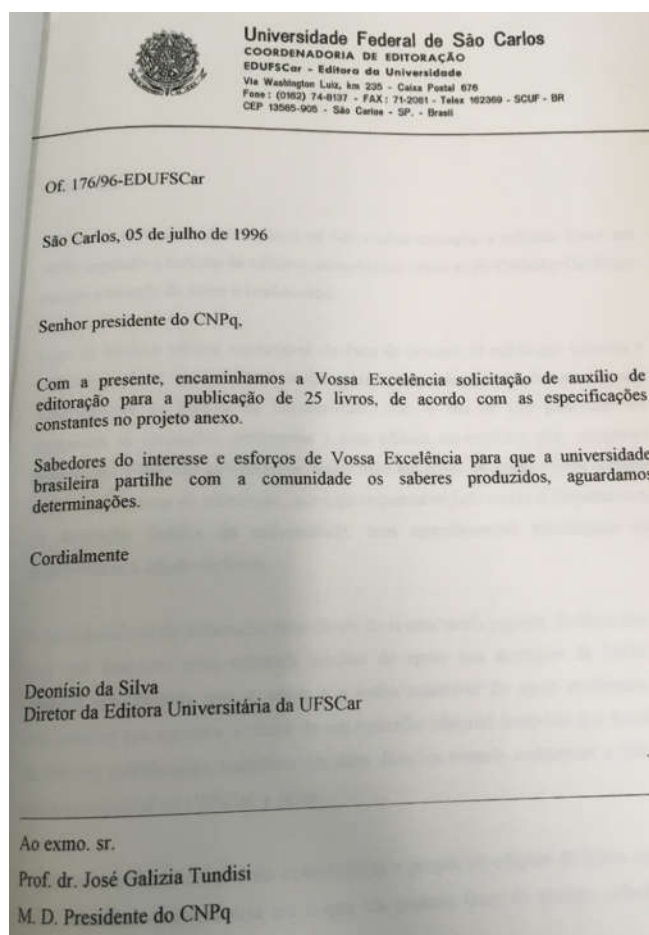 Universidade Federal de São Carlos
COORDENADORIA DE EDITORAÇÃO
EDUFSCar - Editora da Universidade
Via Washington Luiz, km 235 - Caixa Postal 676
Fone: (0162) 74-8137 - FAX: 71-2081 - Telex 162369 - SCUF - BR
CEP 13565-905 - São Carlos - SP. - Brasil
Of. 176/96-EDUFSCar
São Carlos, 05 de julho de 1996
Senhor presidente do CNPq,
Com a presente, encaminhamos a Vossa Excelência solicitação de auxílio de
editoração para a publicação de 25 livros, de acordo com as especificações
constantes no projeto anexo.
Sabedores do interesse e esforços de Vossa Excelência para que a universidade
brasileira partilhe com a comunidade os saberes produzidos, aguardamos
determinações.
Cordialmente
Deonísio da Silva
Diretor da Editora Universitária da UFSCar
Ao exmo. sr.
Prof. dr. José Galizia Tundisi
M. D. Presidente do CNPq